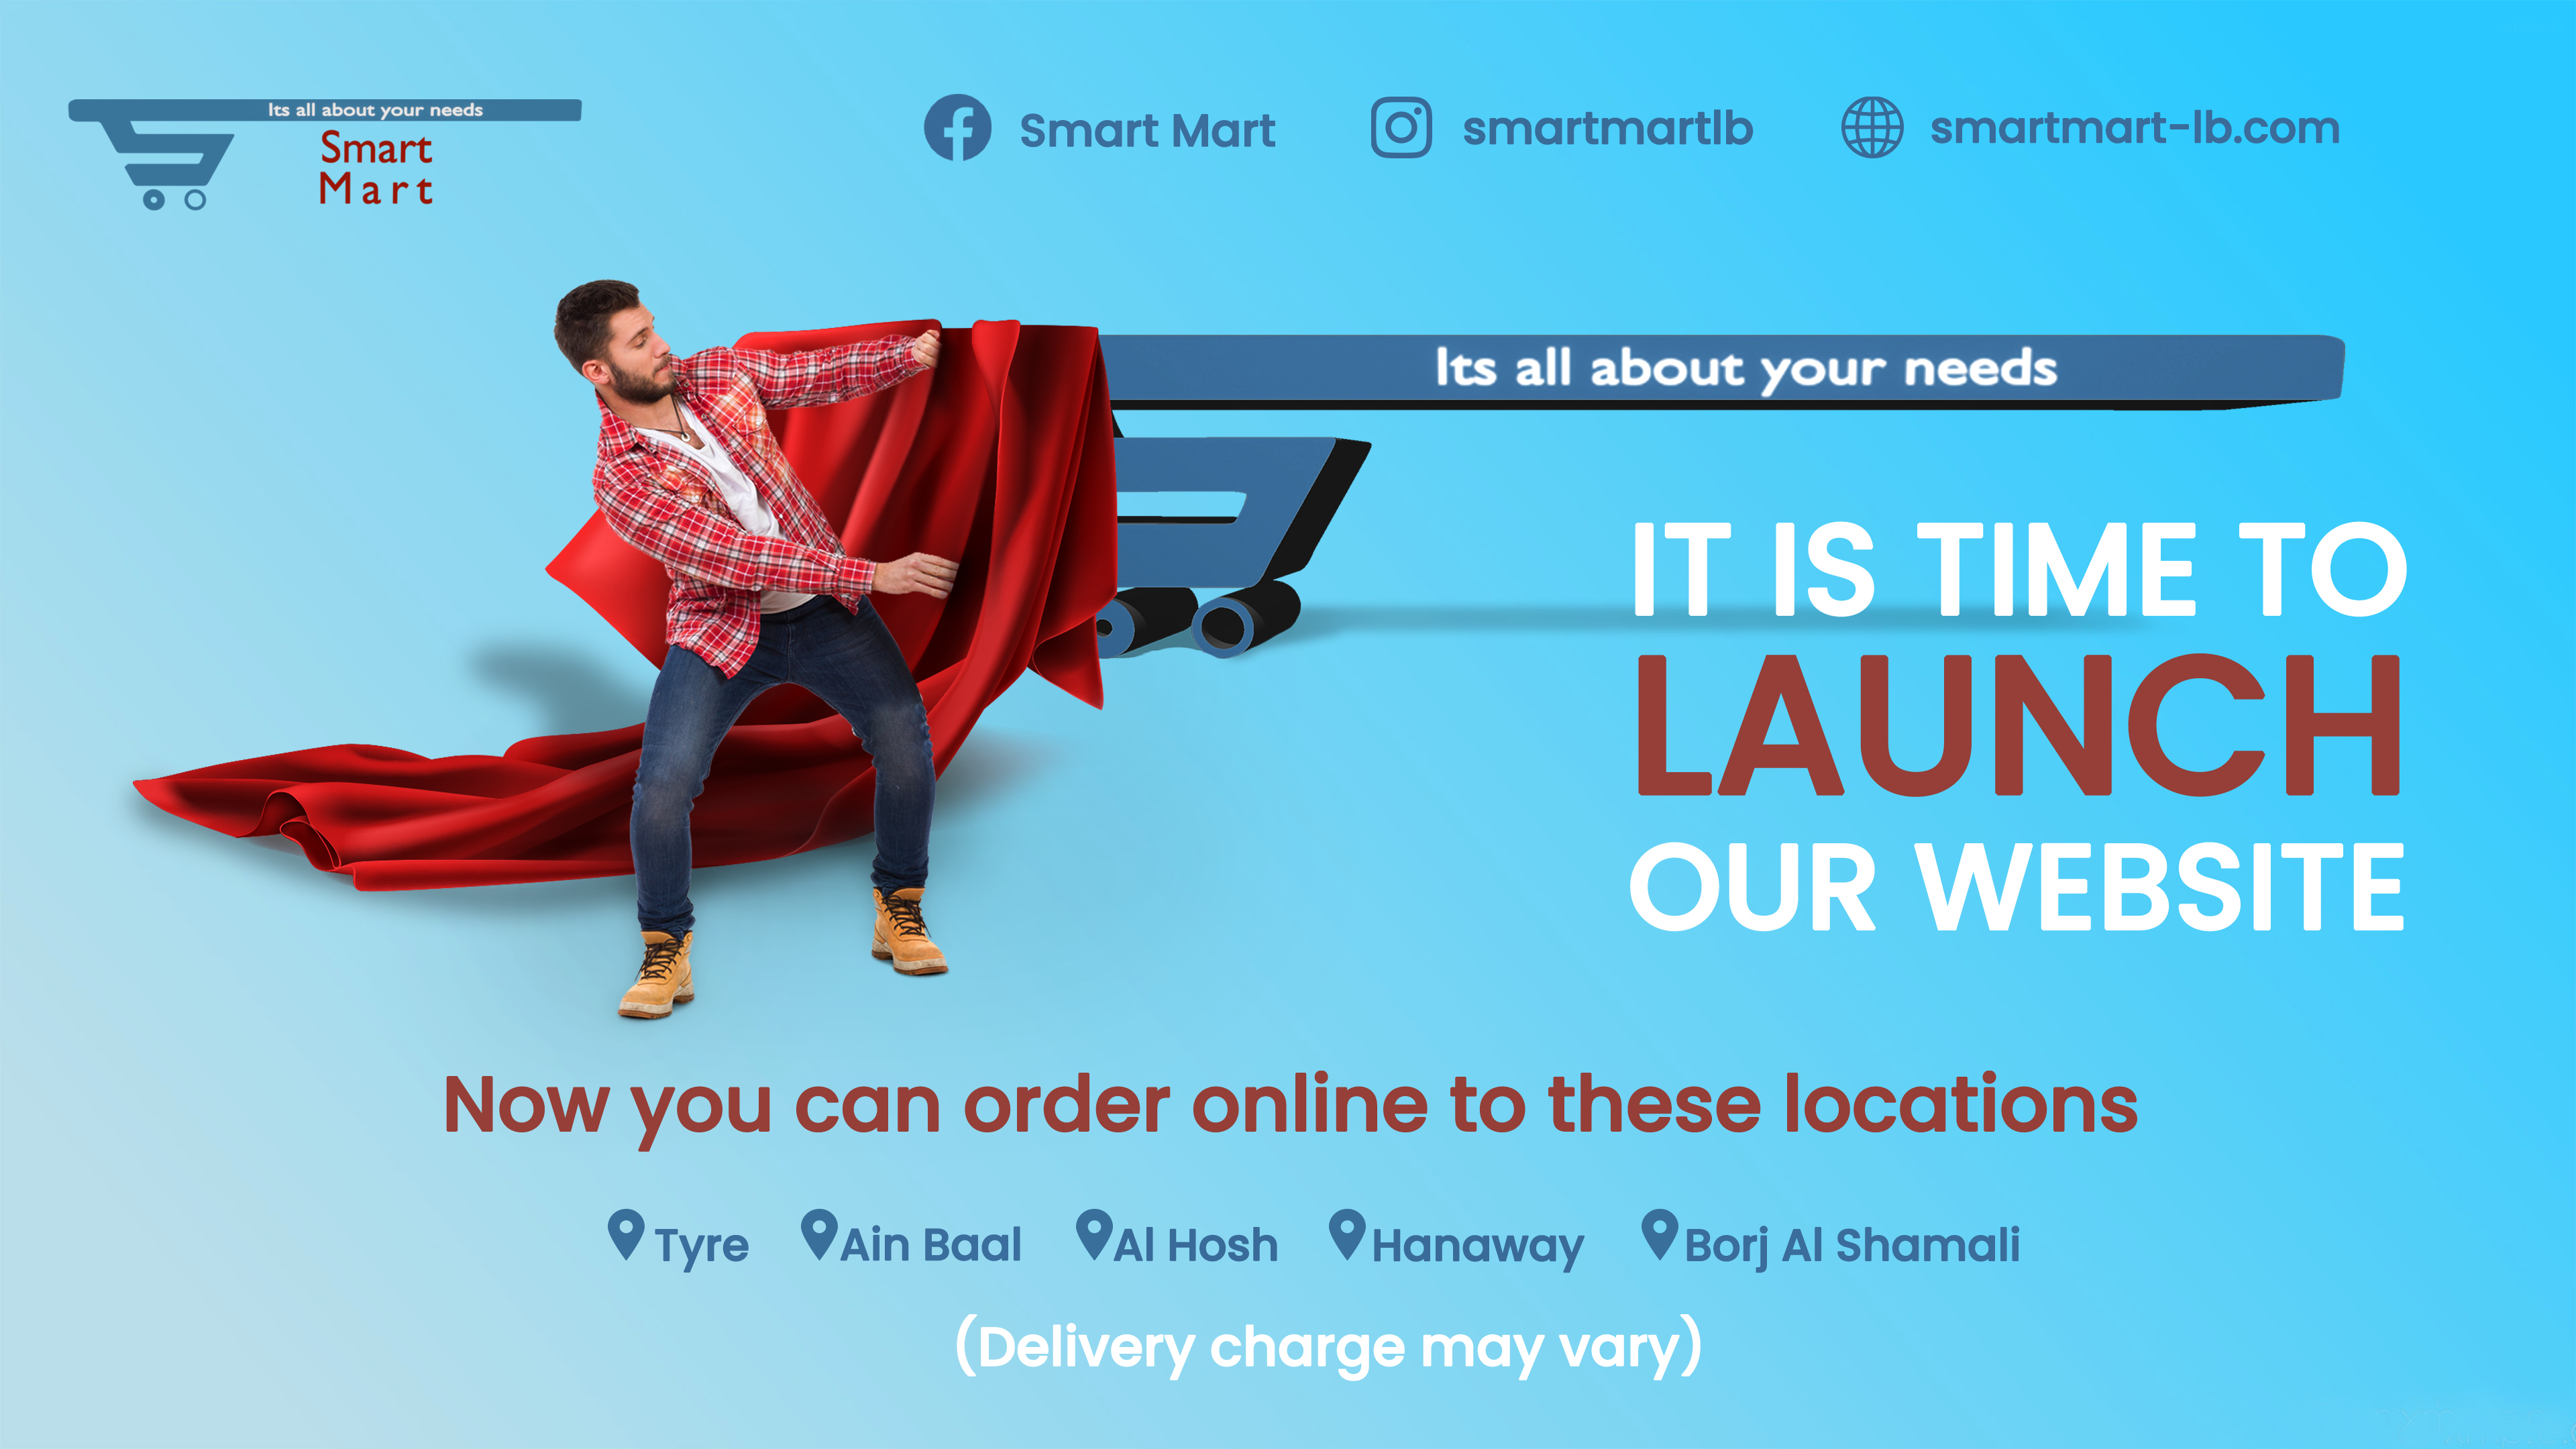 Its all about your needs
Smart
Mart
Smart Mart
smartmartlb
smartmart-lb.com
Its all about your needs
IT IS TIME TO
LAUNCH
OUR WEBSITE
Now you can order online to these locations
Tyre Ain Baal Al Hosh Hanaway Borj Al Shamali
(Delivery charge may vary)